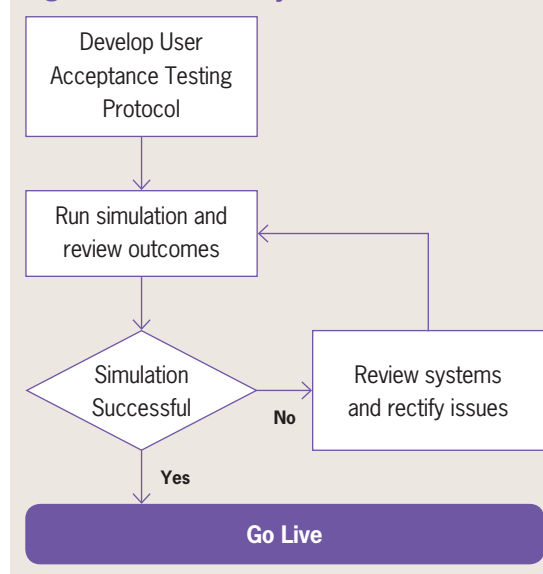 Develop User
Acceptance Testing
Protocol
Run simulation and
review outcomes
Simulation
Successful
No
Review systems
and rectify issues
Yes
Go Live